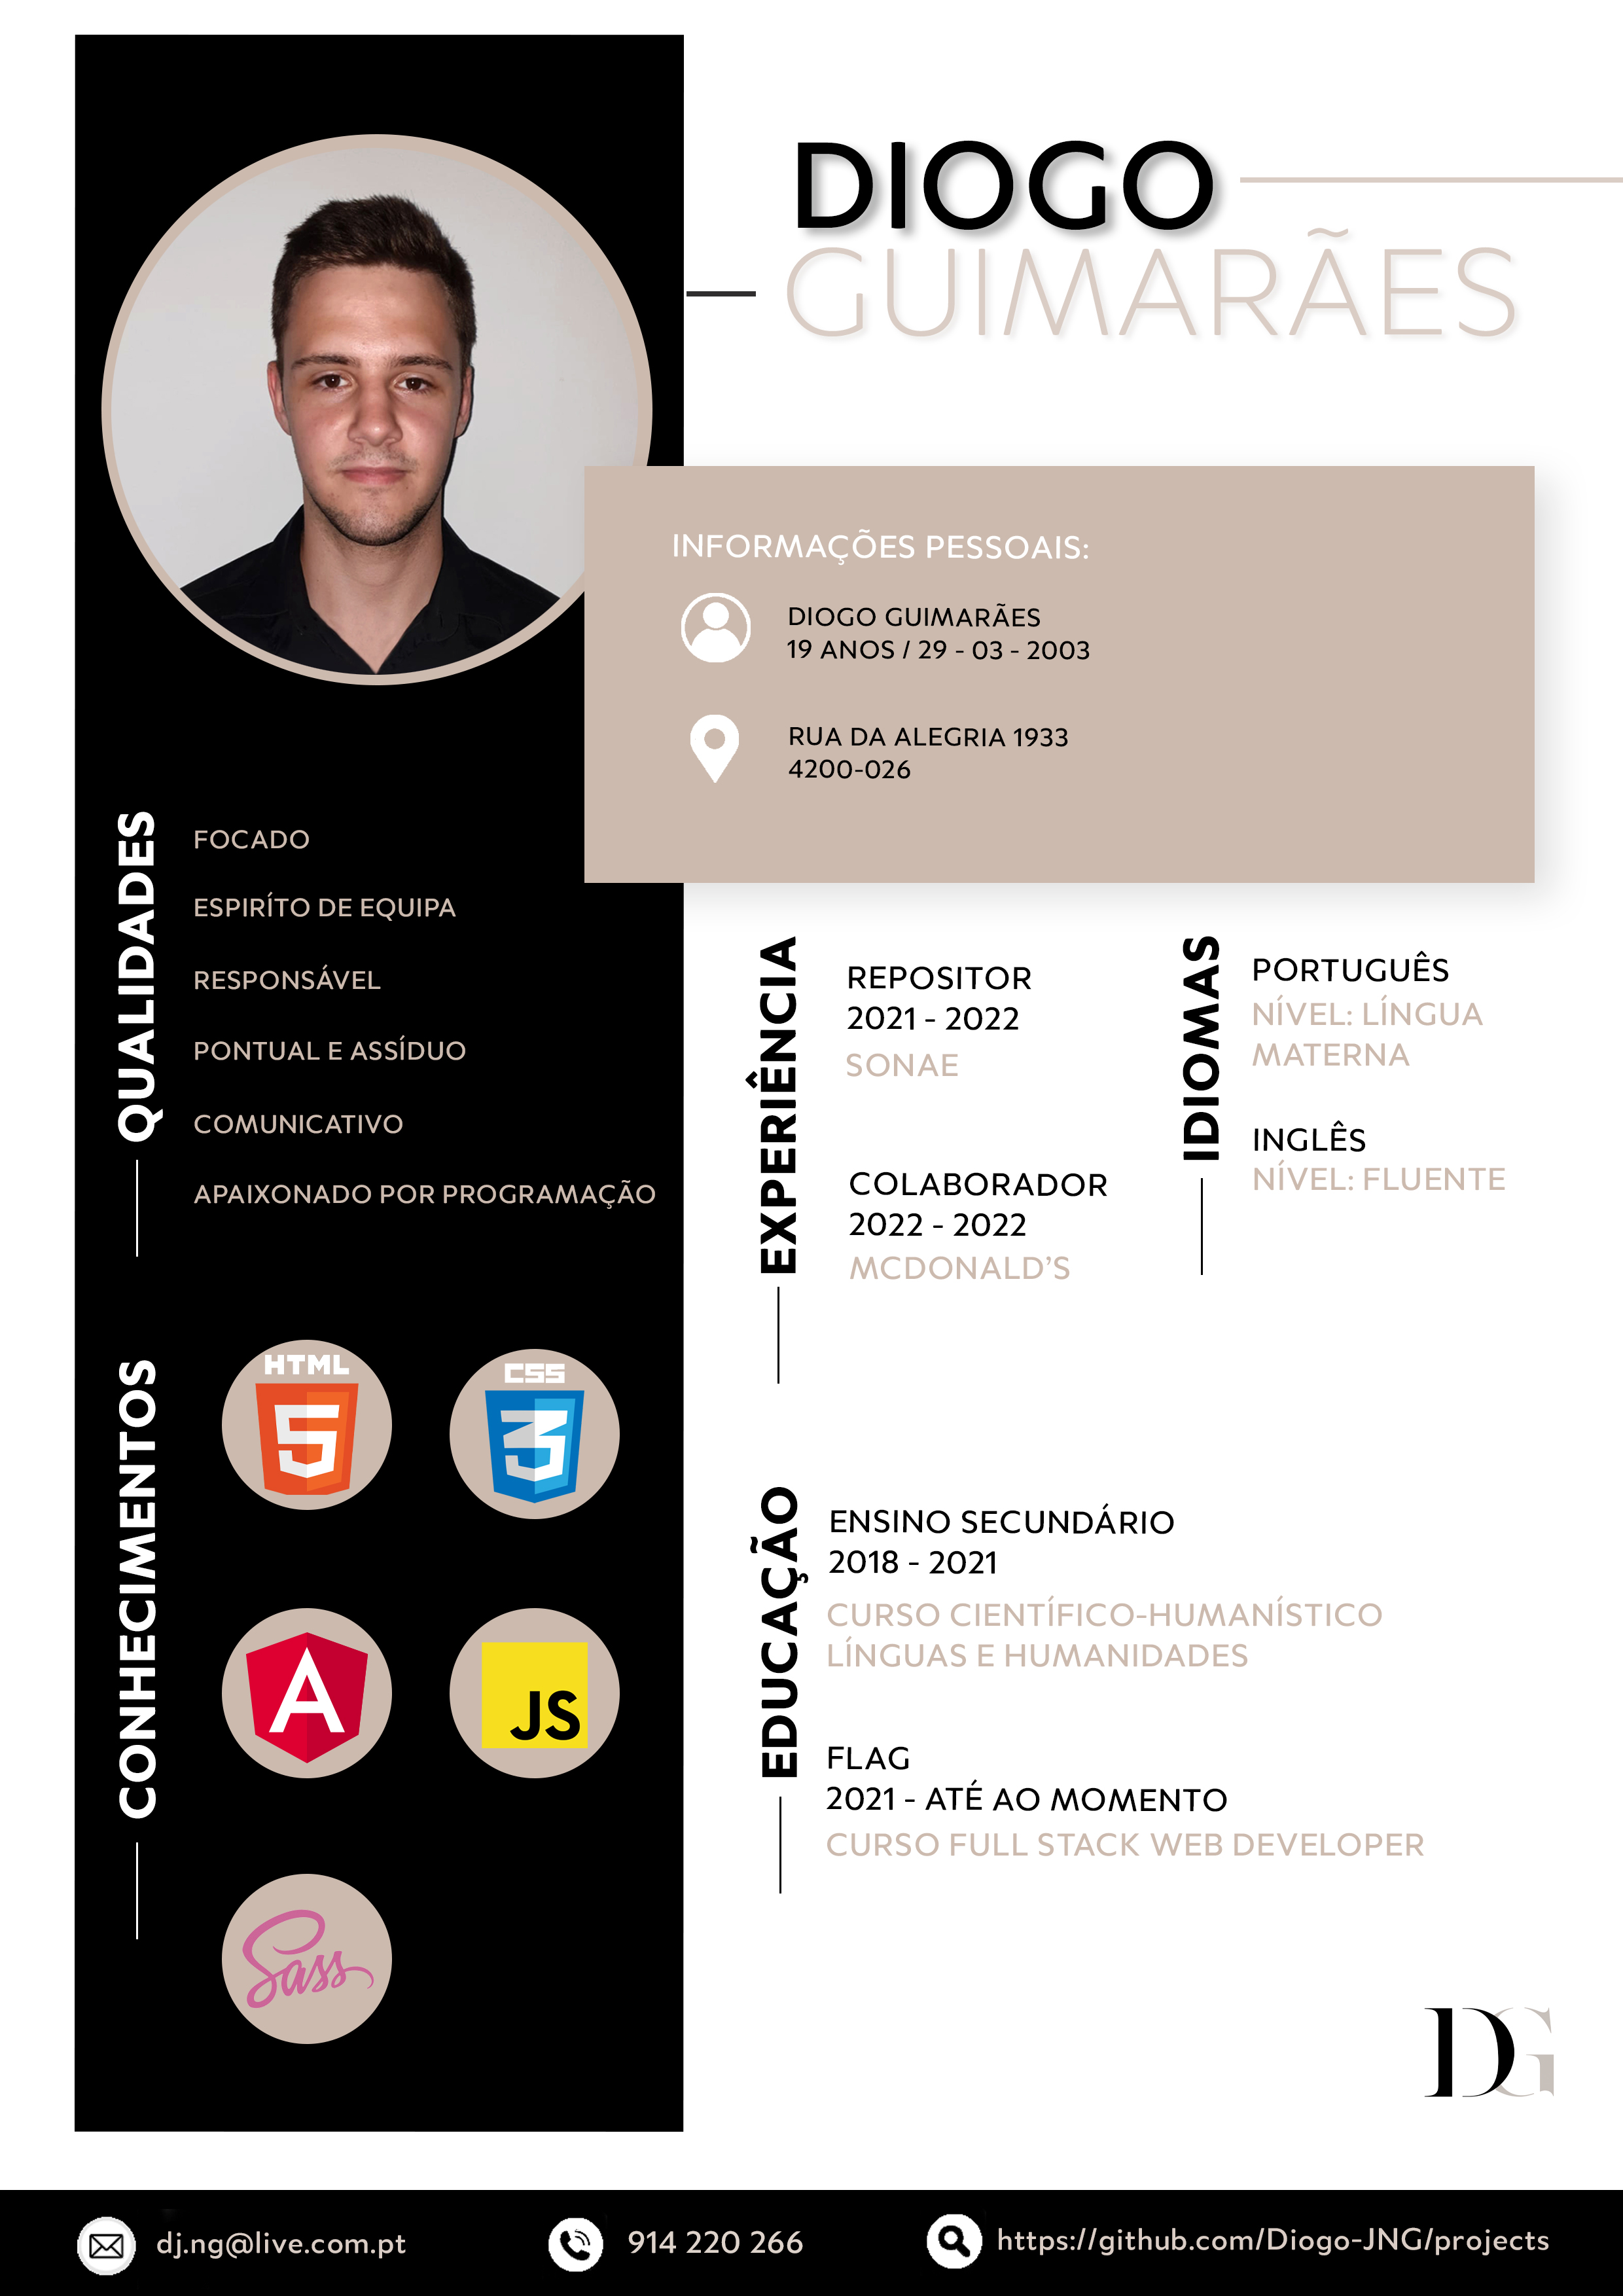 DIOGO
GUIMARÃES
INFORMAÇÕES PESSOAIS:
DIOGO GUIMARÃES
19 ANOS / 29 - 03 - 2003
RUA DA ALEGRIA 1933
4200-026
QUALIDADES
FOCADO
ESPIRÍTO DE EQUIPA
RESPONSÁVEL
PONTUAL E ASSÍDUO
COMUNICATIVO
APAIXONADO POR PROGRAMAÇÃO
CONHECIMENTOS
HTML
5
CSS
3
A
JS
Sass
EXPERIÊNCIA
REPOSITOR
2021 - 2022
SONAE
COLABORADOR
2022 - 2022
MCDONALD'S
IDIOMAS
PORTUGUÊS
NÍVEL: LÍNGUA
MATERNA
INGLÊS
NÍVEL: FLUENTE
EDUCAÇÃO
ENSINO SECUNDÁRIO
2018 - 2021
CURSO CIENTÍFICO-HUMANÍSTICO
LÍNGUAS E HUMANIDADES
FLAG
2021 - ATÉ AO MOMENTO
CURSO FULL STACK WEB DEVELOPER
DG
dj.ng@live.com.pt
914 220 266
https://github.com/Diogo-JNG/projects